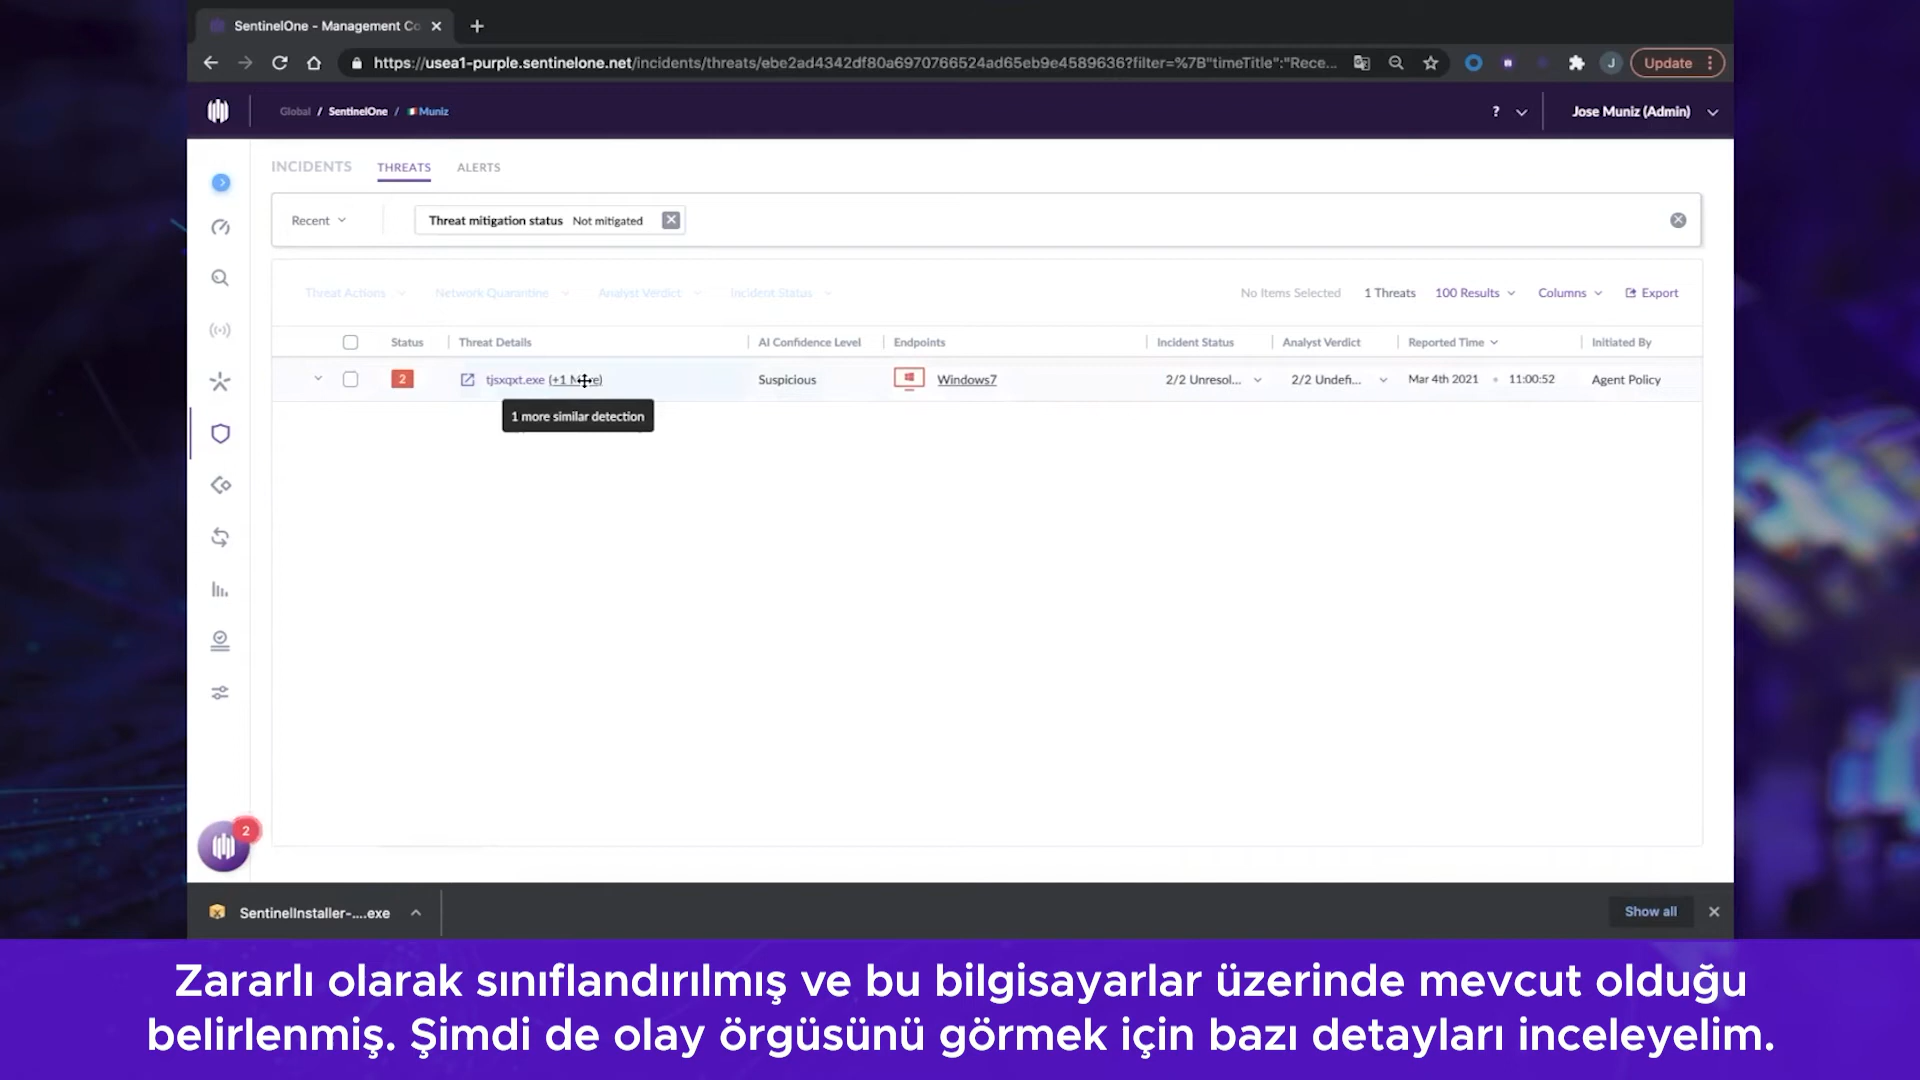 SentinelOne - Management Co
https://usea1-purple.sentinelone.net/incidents/threats/ebe2ad4342df80a6970766524ad65eb9e4589636?filter=%7B"timeTitle":"Rece...
J
Update
Global / SentinelOne / Muniz
?
Jose Muniz (Admin)
INCIDENTS THREATS ALERTS
Recent
Threat mitigation status Not mitigated
Threat Actions Network Quarantine Analyst Verdict Incident Status No Items Selected 1 Threats 100 Results Columns Export
Status Threat Details AI Confidence Level Endpoints Incident Status Analyst Verdict Reported Time Initiated By
2 tjsxqxt.exe (+1 More) Suspicious Windows7 2/2 Unresol... 2/2 Undefi... Mar 4th 2021 11:00:52 Agent Policy
1 more similar detection
2
SentinelInstaller-....exe
Show all
Zararlı olarak sınıflandırılmış ve bu bilgisayarlar üzerinde mevcut olduğu
belirlenmiş. Şimdi de olay örgüsünü görmek için bazı detayları inceleyelim.